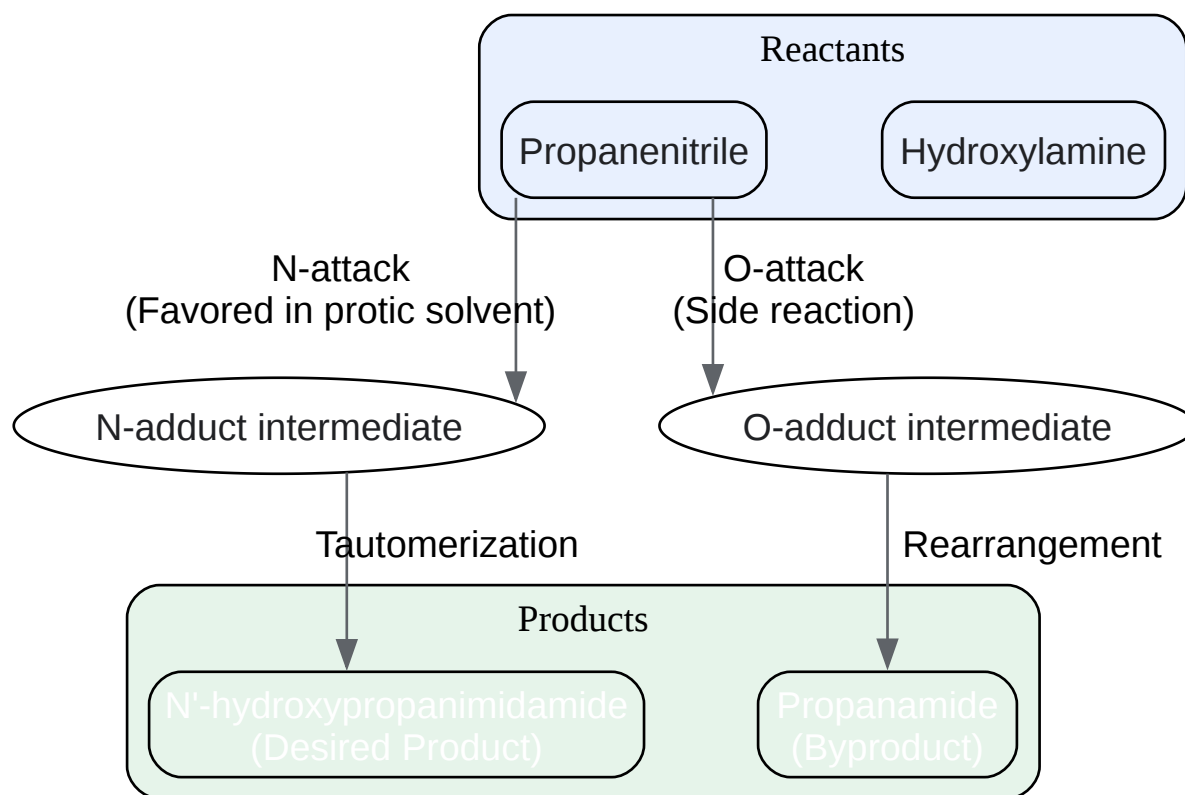 Reactants
Propanenitrile
Hydroxylamine
N-attack
(Favored in protic solvent)
O-attack
(Side reaction)
N-adduct intermediate
O-adduct intermediate
Tautomerization
Rearrangement
Products
N'-hydroxypropanimidamide
(Desired Product)
Propanamide
(Byproduct)